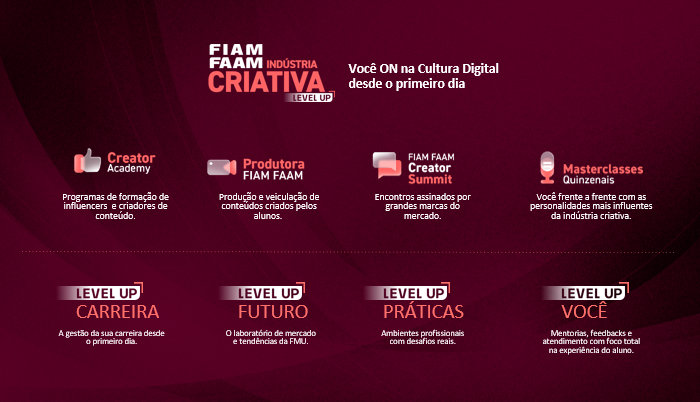 FIAM
FAAM INDÚSTRIA
CRIATIVA
LEVEL UP
Você ON na Cultura Digital
desde o primeiro dia
Creator
Academy
Programas de formação de
influencers e criadores de
conteúdo.
Produtora
FIAM FAAM
Produção e veiculação de
conteúdos criados pelos
alunos.
FIAM FAAM
Creator
Summit
Encontros assinados por
grandes marcas do
mercado.
Masterclasses
Quinzenais
Você frente a frente com as
personalidades mais influentes
da indústria criativa.
LEVEL UP
CARREIRA
A gestão da sua carreira desde
o primeiro dia.
LEVEL UP
FUTURO
O laboratório de mercado
e tendências da FMU.
LEVEL UP
PRÁTICAS
Ambientes profissionais
com desafios reais.
LEVEL UP
VOCÊ
Mentorias, feedbacks e
atendimento com foco total
na experiência do aluno.